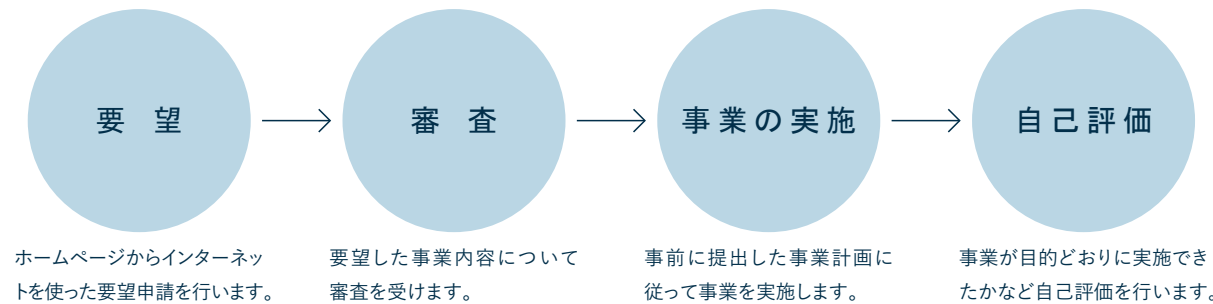 要望
審査
事業の実施
自己評価
ホームページからインターネッ
トを使った要望申請を行います。
要望した事業内容について
審査を受けます。
事前に提出した事業計画に
従って事業を実施します。
事業が目的どおりに実施でき
たかなど自己評価を行います。